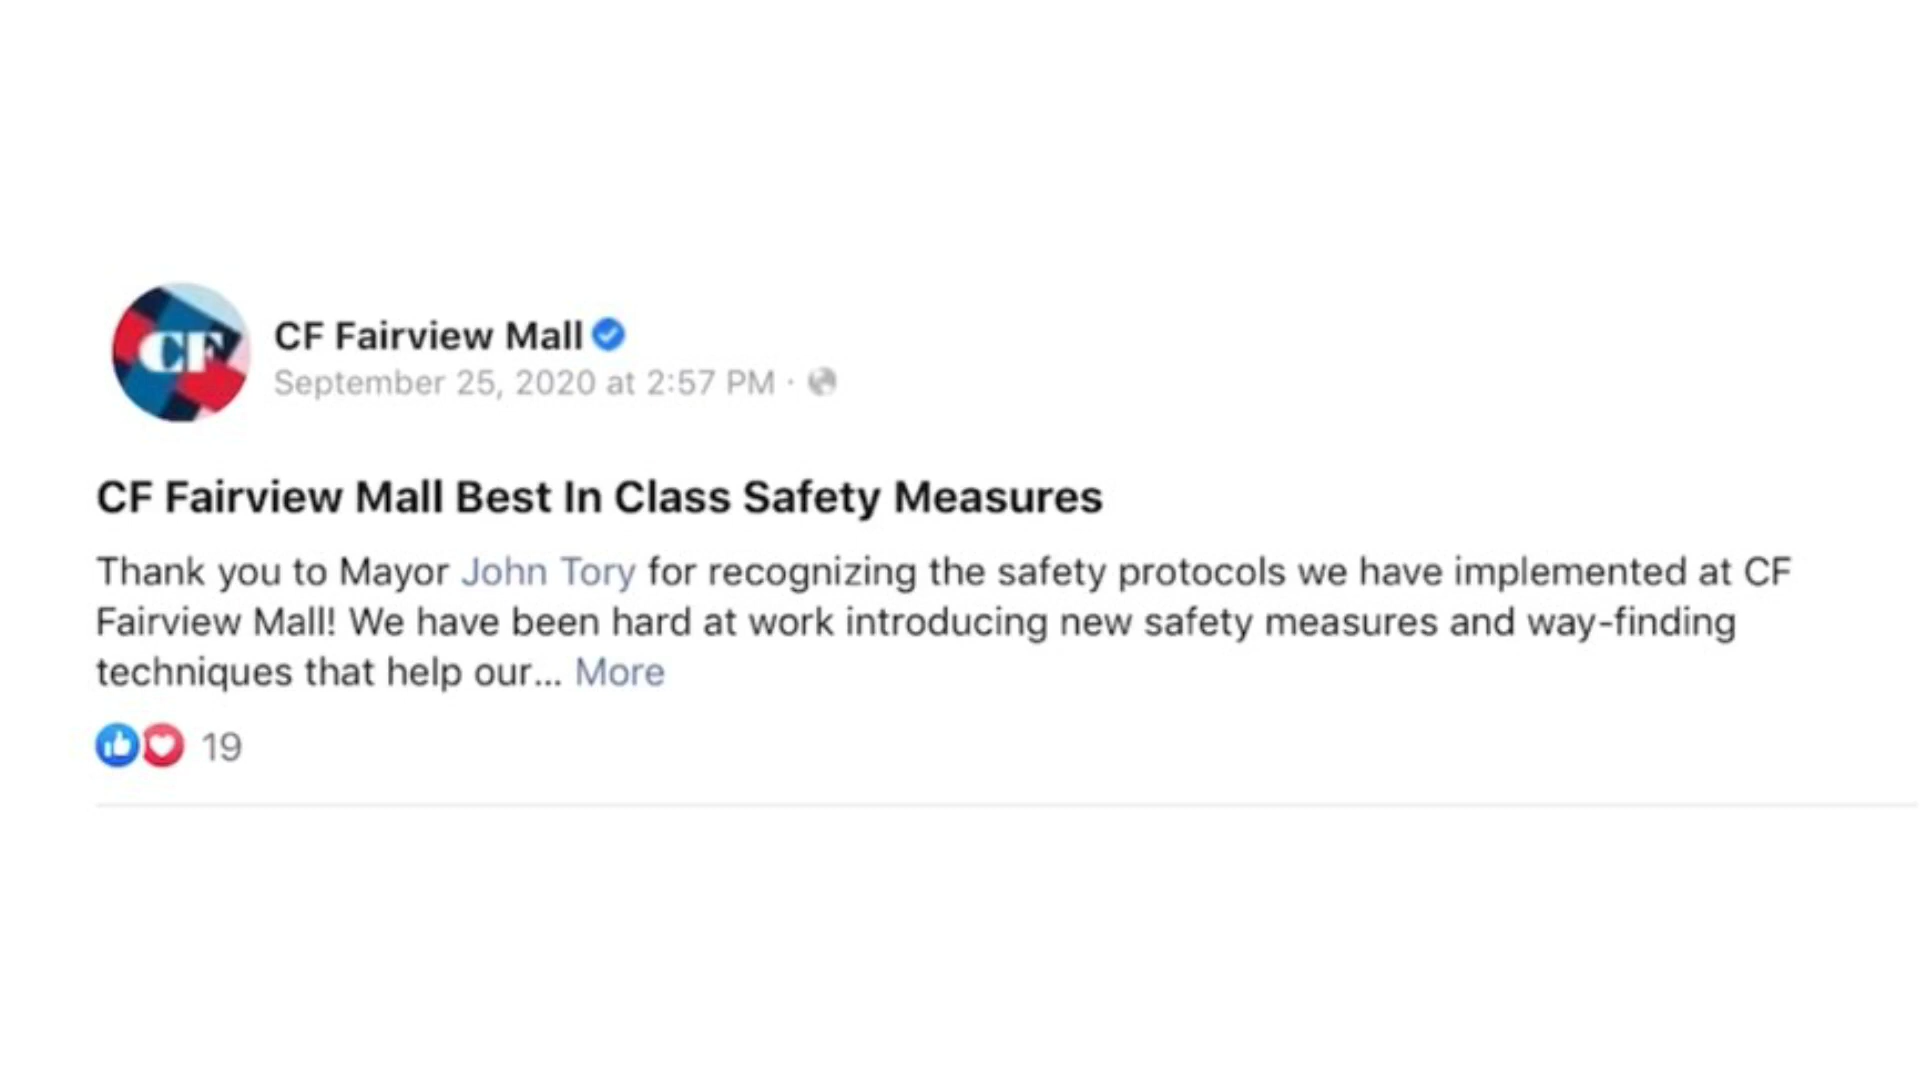 CF
CF Fairview Mall
September 25, 2020 at 2:57 PM ·
CF Fairview Mall Best In Class Safety Measures
Thank you to Mayor John Tory for recognizing the safety protocols we have implemented at CF
Fairview Mall! We have been hard at work introducing new safety measures and way-finding
techniques that help our... More
19